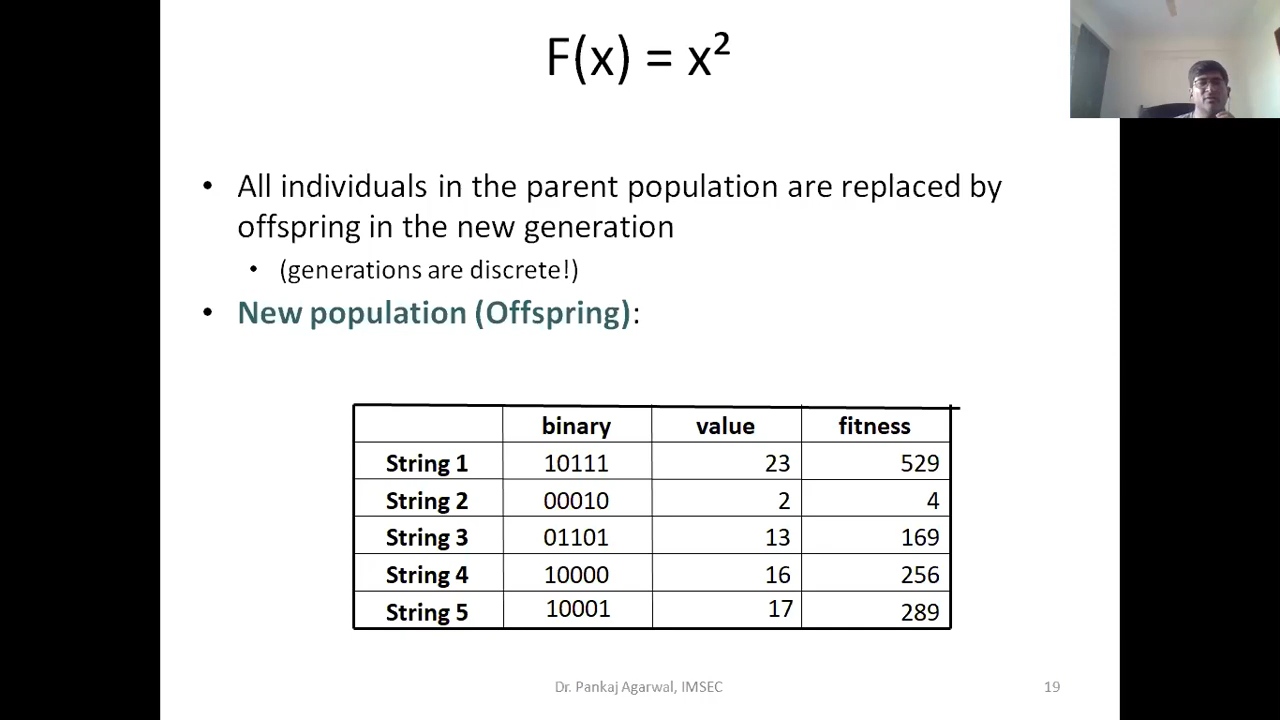 F(x) = x²
• All individuals in the parent population are replaced by
offspring in the new generation
• (generations are discrete!)
• New population (Offspring):
binary value fitness
String 1 10111 23 529
String 2 00010 2 4
String 3 01101 13 169
String 4 10000 16 256
String 5 10001 17 289
Dr. Pankaj Agarwal, IMSEC 19